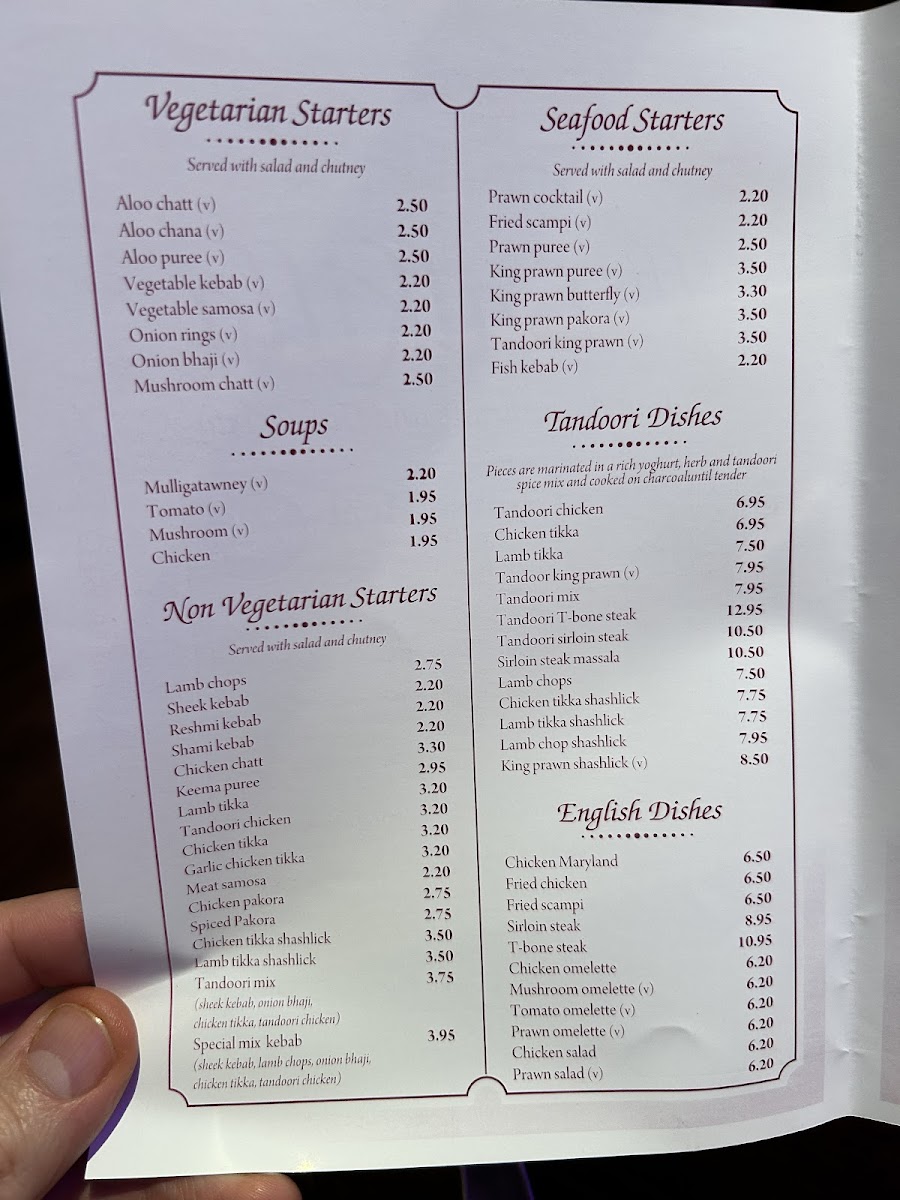 Vegetarian Starters
Served with salad and chutney
Aloo chatt (v) 2.50
Aloo chana (v) 2.50
Aloo puree (v) 2.50
Vegetable kebab (v) 2.20
Vegetable samosa (v) 2.20
Onion rings (v) 2.20
Onion bhaji (v) 2.20
Mushroom chatt (v) 2.50
Soups
Mulligatawney (v) 2.20
Tomato (v) 1.95
Mushroom (v) 1.95
Chicken 1.95
Non Vegetarian Starters
Served with salad and chutney
Lamb chops 2.75
Sheek kebab 2.20
Reshmi kebab 2.20
Shami kebab 2.20
Chicken chatt 3.30
Keema puree 2.95
Lamb tikka 3.20
Tandoori chicken 3.20
Chicken tikka 3.20
Garlic chicken tikka 3.20
Meat samosa 2.20
Chicken pakora 2.75
Spiced Pakora 2.75
Chicken tikka shashlick 3.50
Lamb tikka shashlick 3.50
Tandoori mix 3.75
(sheek kebab, onion bhaji,
chicken tikka, tandoori chicken)
Special mix kebab 3.95
(sheek kebab, lamb chops, onion bhaji,
chicken tikka, tandoori chicken)
Seafood Starters
Served with salad and chutney
Prawn cocktail (v) 2.20
Fried scampi (v) 2.20
Prawn puree (v) 2.50
King prawn puree (v) 3.50
King prawn butterfly (v) 3.30
King prawn pakora (v) 3.50
Tandoori king prawn (v) 3.50
Fish kebab (v) 2.20
Tandoori Dishes
Pieces are marinated in a rich yoghurt, herb and tandoori
spice mix and cooked on charcoaluntil tender
Tandoori chicken 6.95
Chicken tikka 6.95
Lamb tikka 7.50
Tandoor king prawn (v) 7.95
Tandoori mix 7.95
Tandoori T-bone steak 12.95
Tandoori sirloin steak 10.50
Sirloin steak massala 10.50
Lamb chops 7.50
Chicken tikka shashlick 7.75
Lamb tikka shashlick 7.75
Lamb chop shashlick 7.95
King prawn shashlick (v) 8.50
English Dishes
Chicken Maryland 6.50
Fried chicken 6.50
Fried scampi 6.50
Sirloin steak 8.95
T-bone steak 10.95
Chicken omelette 6.20
Mushroom omelette (v) 6.20
Tomato omelette (v) 6.20
Prawn omelette (v) 6.20
Chicken salad 6.20
Prawn salad (v) 6.20